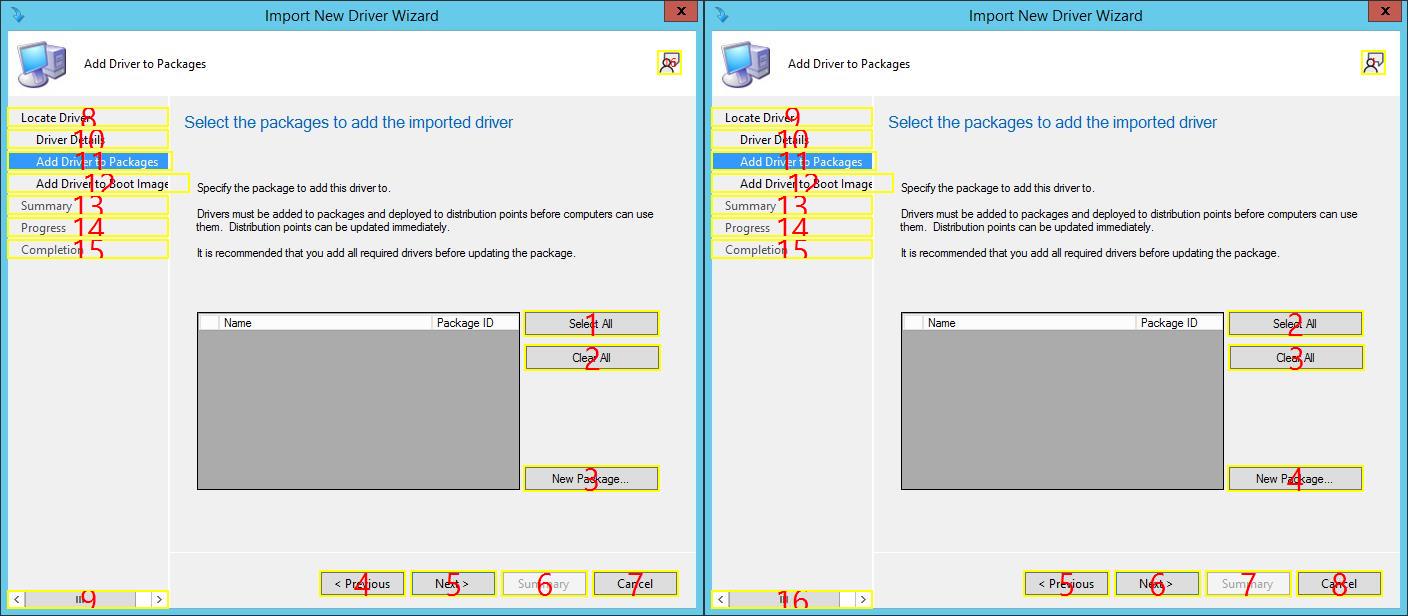 Import New Driver Wizard
x
Add Driver to Packages
16
Locate Driver
8
Driver Details
10
Add Driver to Packages
11
Add Driver to Boot Image
12
Summary
13
Progress
14
Completion
15
9
Select the packages to add the imported driver
Specify the package to add this driver to.
Drivers must be added to packages and deployed to distribution points before computers can use
them. Distribution points can be updated immediately.
It is recommended that you add all required drivers before updating the package.
Name Package ID
Select All
1
Clear All
2
New Package...
3
< Previous
4
Next >
5
Summary
6
Cancel
7
Import New Driver Wizard
x
Add Driver to Packages
Locate Driver
9
Driver Details
10
Add Driver to Packages
11
Add Driver to Boot Image
12
Summary
13
Progress
14
Completion
15
16
Select the packages to add the imported driver
Specify the package to add this driver to.
Drivers must be added to packages and deployed to distribution points before computers can use
them. Distribution points can be updated immediately.
It is recommended that you add all required drivers before updating the package.
Name Package ID
Select All
2
Clear All
3
New Package...
4
< Previous
5
Next >
6
Summary
7
Cancel
8